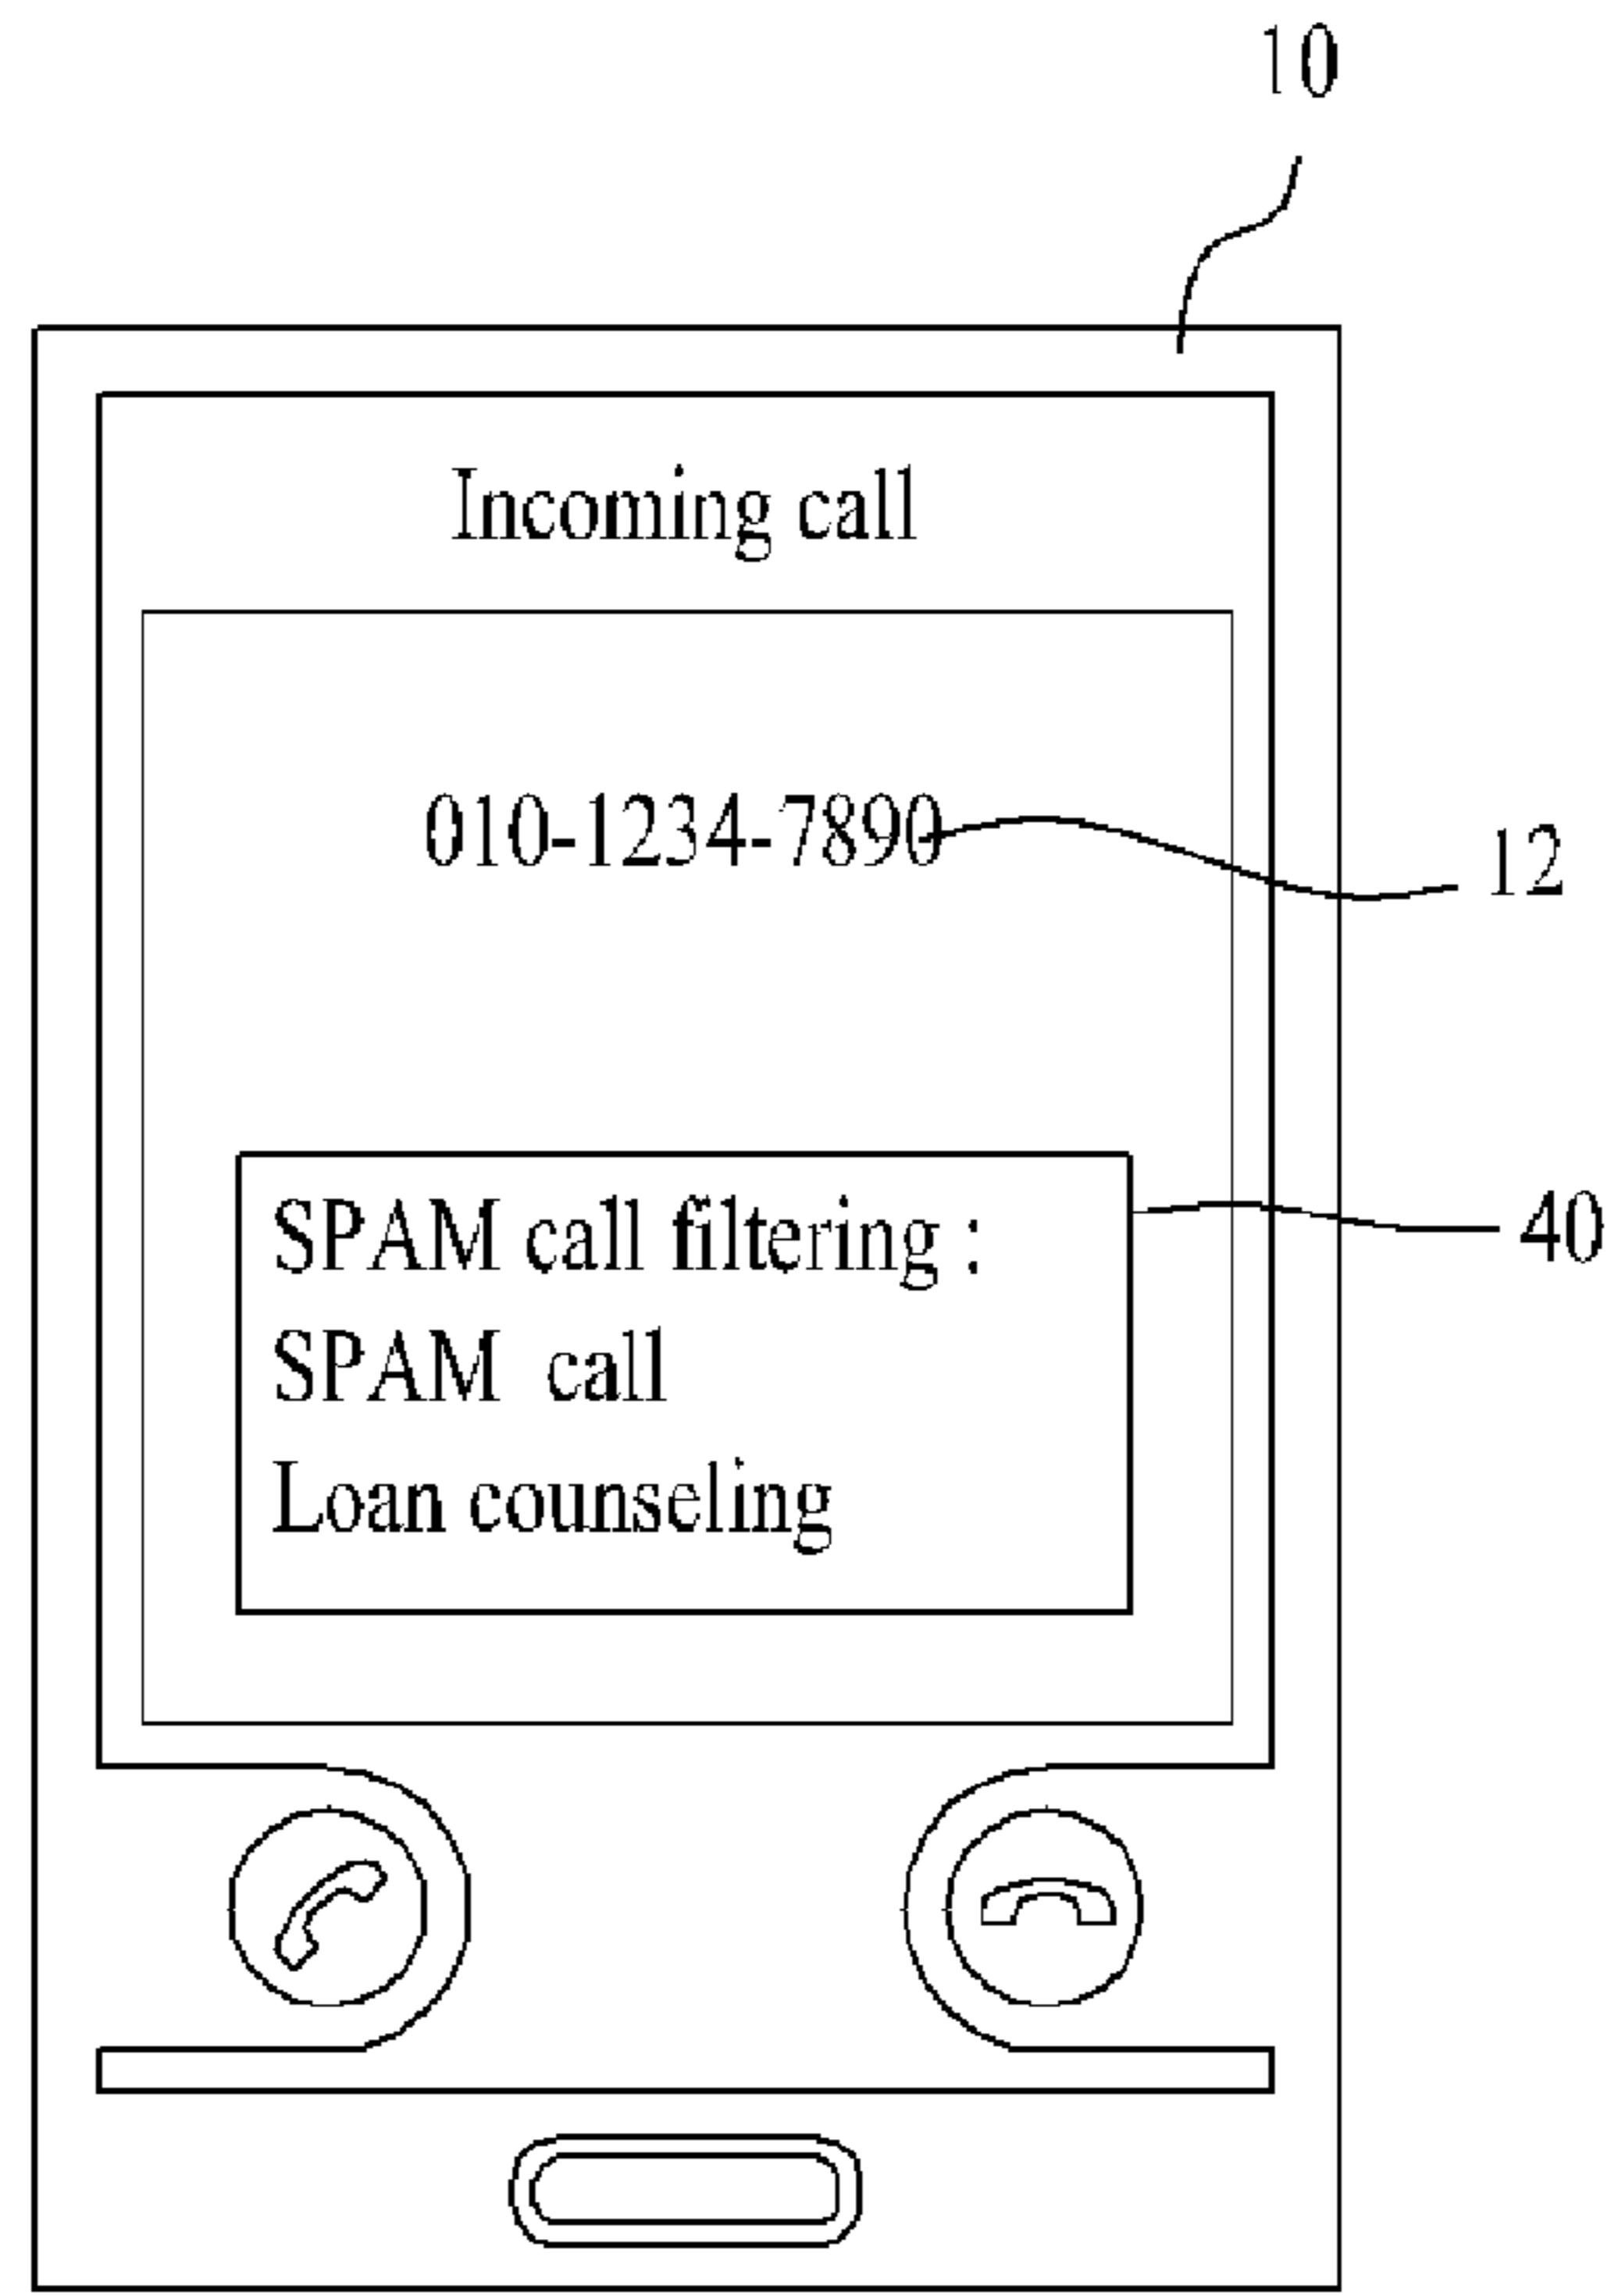 10
Incoming call
010-1234-7890
12
SPAM call filtering :
40
SPAM call
Loan counseling